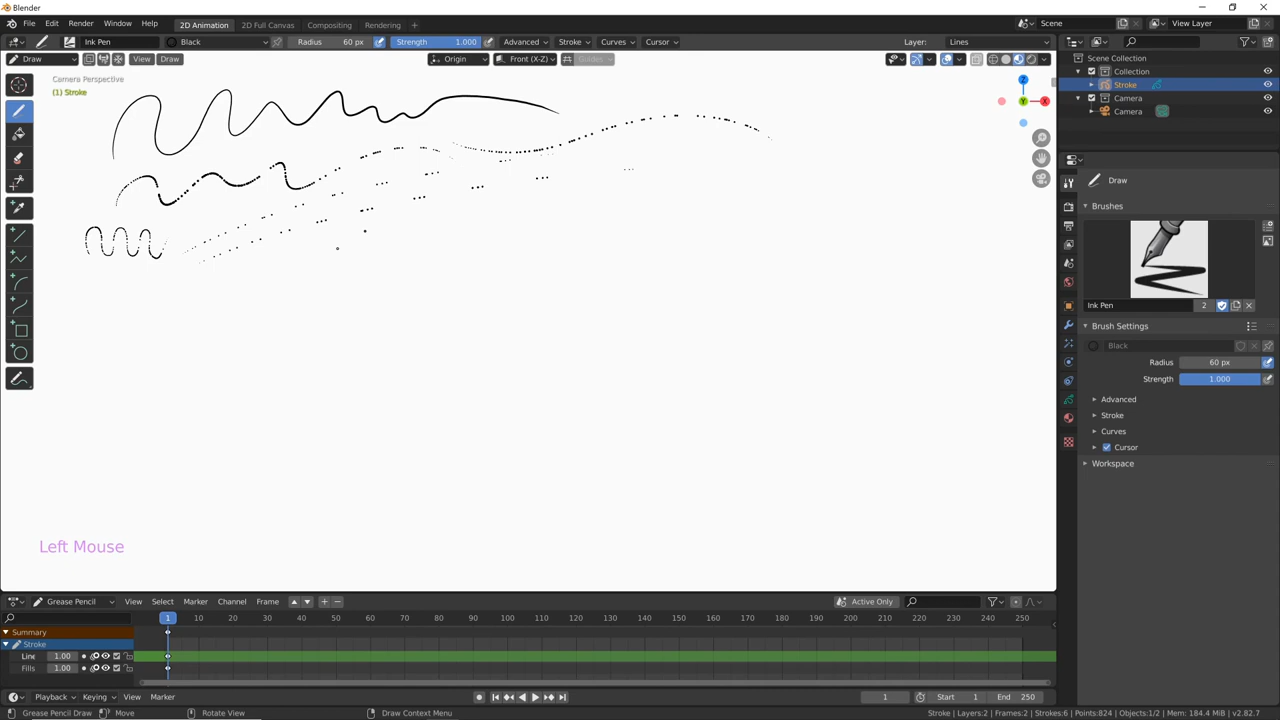 Blender
File Edit Render Window Help 2D Animation 2D Full Canvas Compositing Rendering + Scene View Layer
Ink Pen Black Radius 60 px Strength 1.000 Advanced Stroke Curves Cursor Layer: Lines
Draw View Draw Origin Front (X-Z) Guides
Camera Perspective
(1) Stroke
Z
Y
X
Scene Collection
Collection
Stroke
Camera
Camera
Draw
Brushes
Ink Pen 2
Brush Settings
Black
Radius 60 px
Strength 1.000
Advanced
Stroke
Curves
Cursor
Workspace
Left Mouse
Grease Pencil View Select Marker Channel Frame Active Only
1 10 20 30 40 50 60 70 80 90 100 110 120 130 140 150 160 170 180 190 200 210 220 230 240 250
Summary
Stroke
Line 1.00
Fills 1.00
Playback Keying View Marker 1 Start 1 End 250
Grease Pencil Draw Move Rotate View Draw Context Menu Stroke | Layers:2 | Frames:2 | Strokes:6 | Points:824 | Objects:1/2 | Mem: 184.4 MiB | v2.82.7